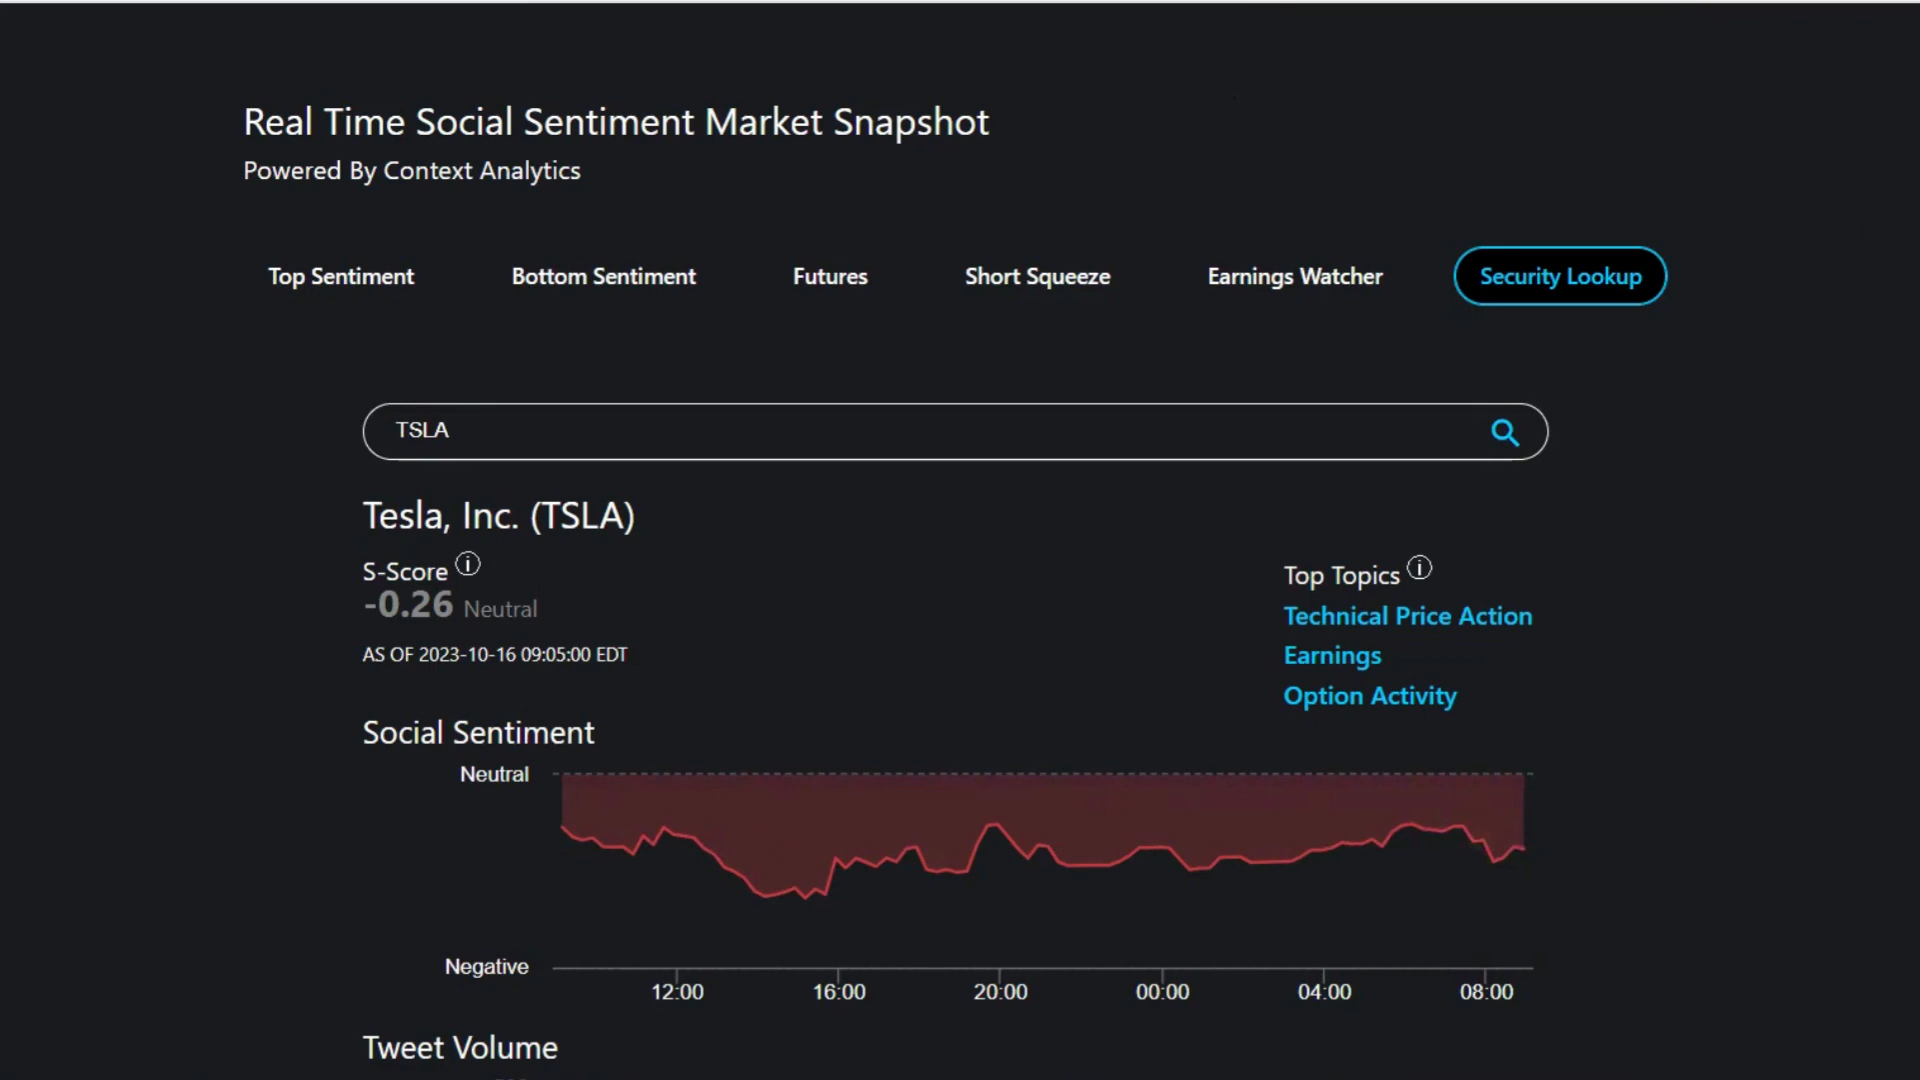 Real Time Social Sentiment Market Snapshot
Powered By Context Analytics
Top Sentiment Bottom Sentiment Futures Short Squeeze Earnings Watcher Security Lookup
TSLA
Tesla, Inc. (TSLA)
S-Score
-0.26 Neutral
AS OF 2023-10-16 09:05:00 EDT
Top Topics
Technical Price Action
Earnings
Option Activity
Social Sentiment
Neutral
Negative
12:00 16:00 20:00 00:00 04:00 08:00
Tweet Volume